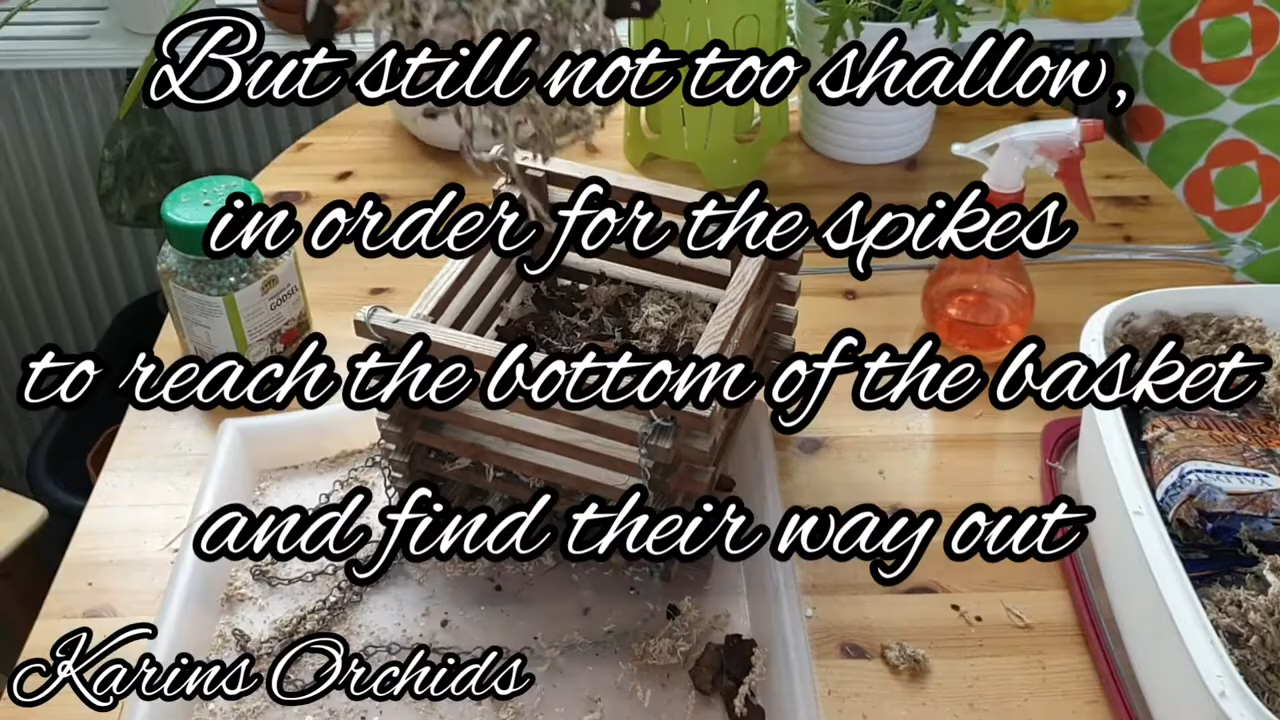 But still not too shallow,
in order for the spikes
to reach the bottom of the basket
and find their way out
Karins Orchids
GÖDSEL